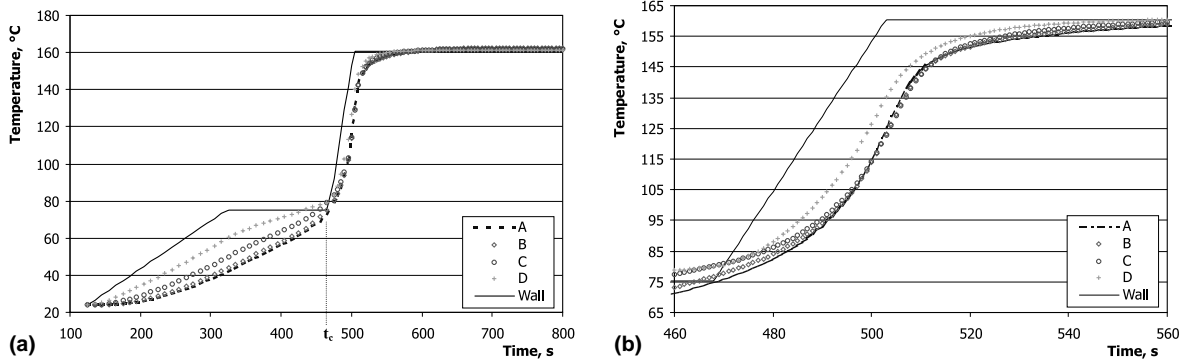 Temperature, °C
180
160
140
120
100
80
60
40
20
100
200
300
400
500
600
700
800
t_c
Time, s
A
B
C
D
Wall
(a)
Temperature, °C
165
155
145
135
125
115
105
95
85
75
65
460
480
500
520
540
560
Time, s
A
B
C
D
Wall
(b)